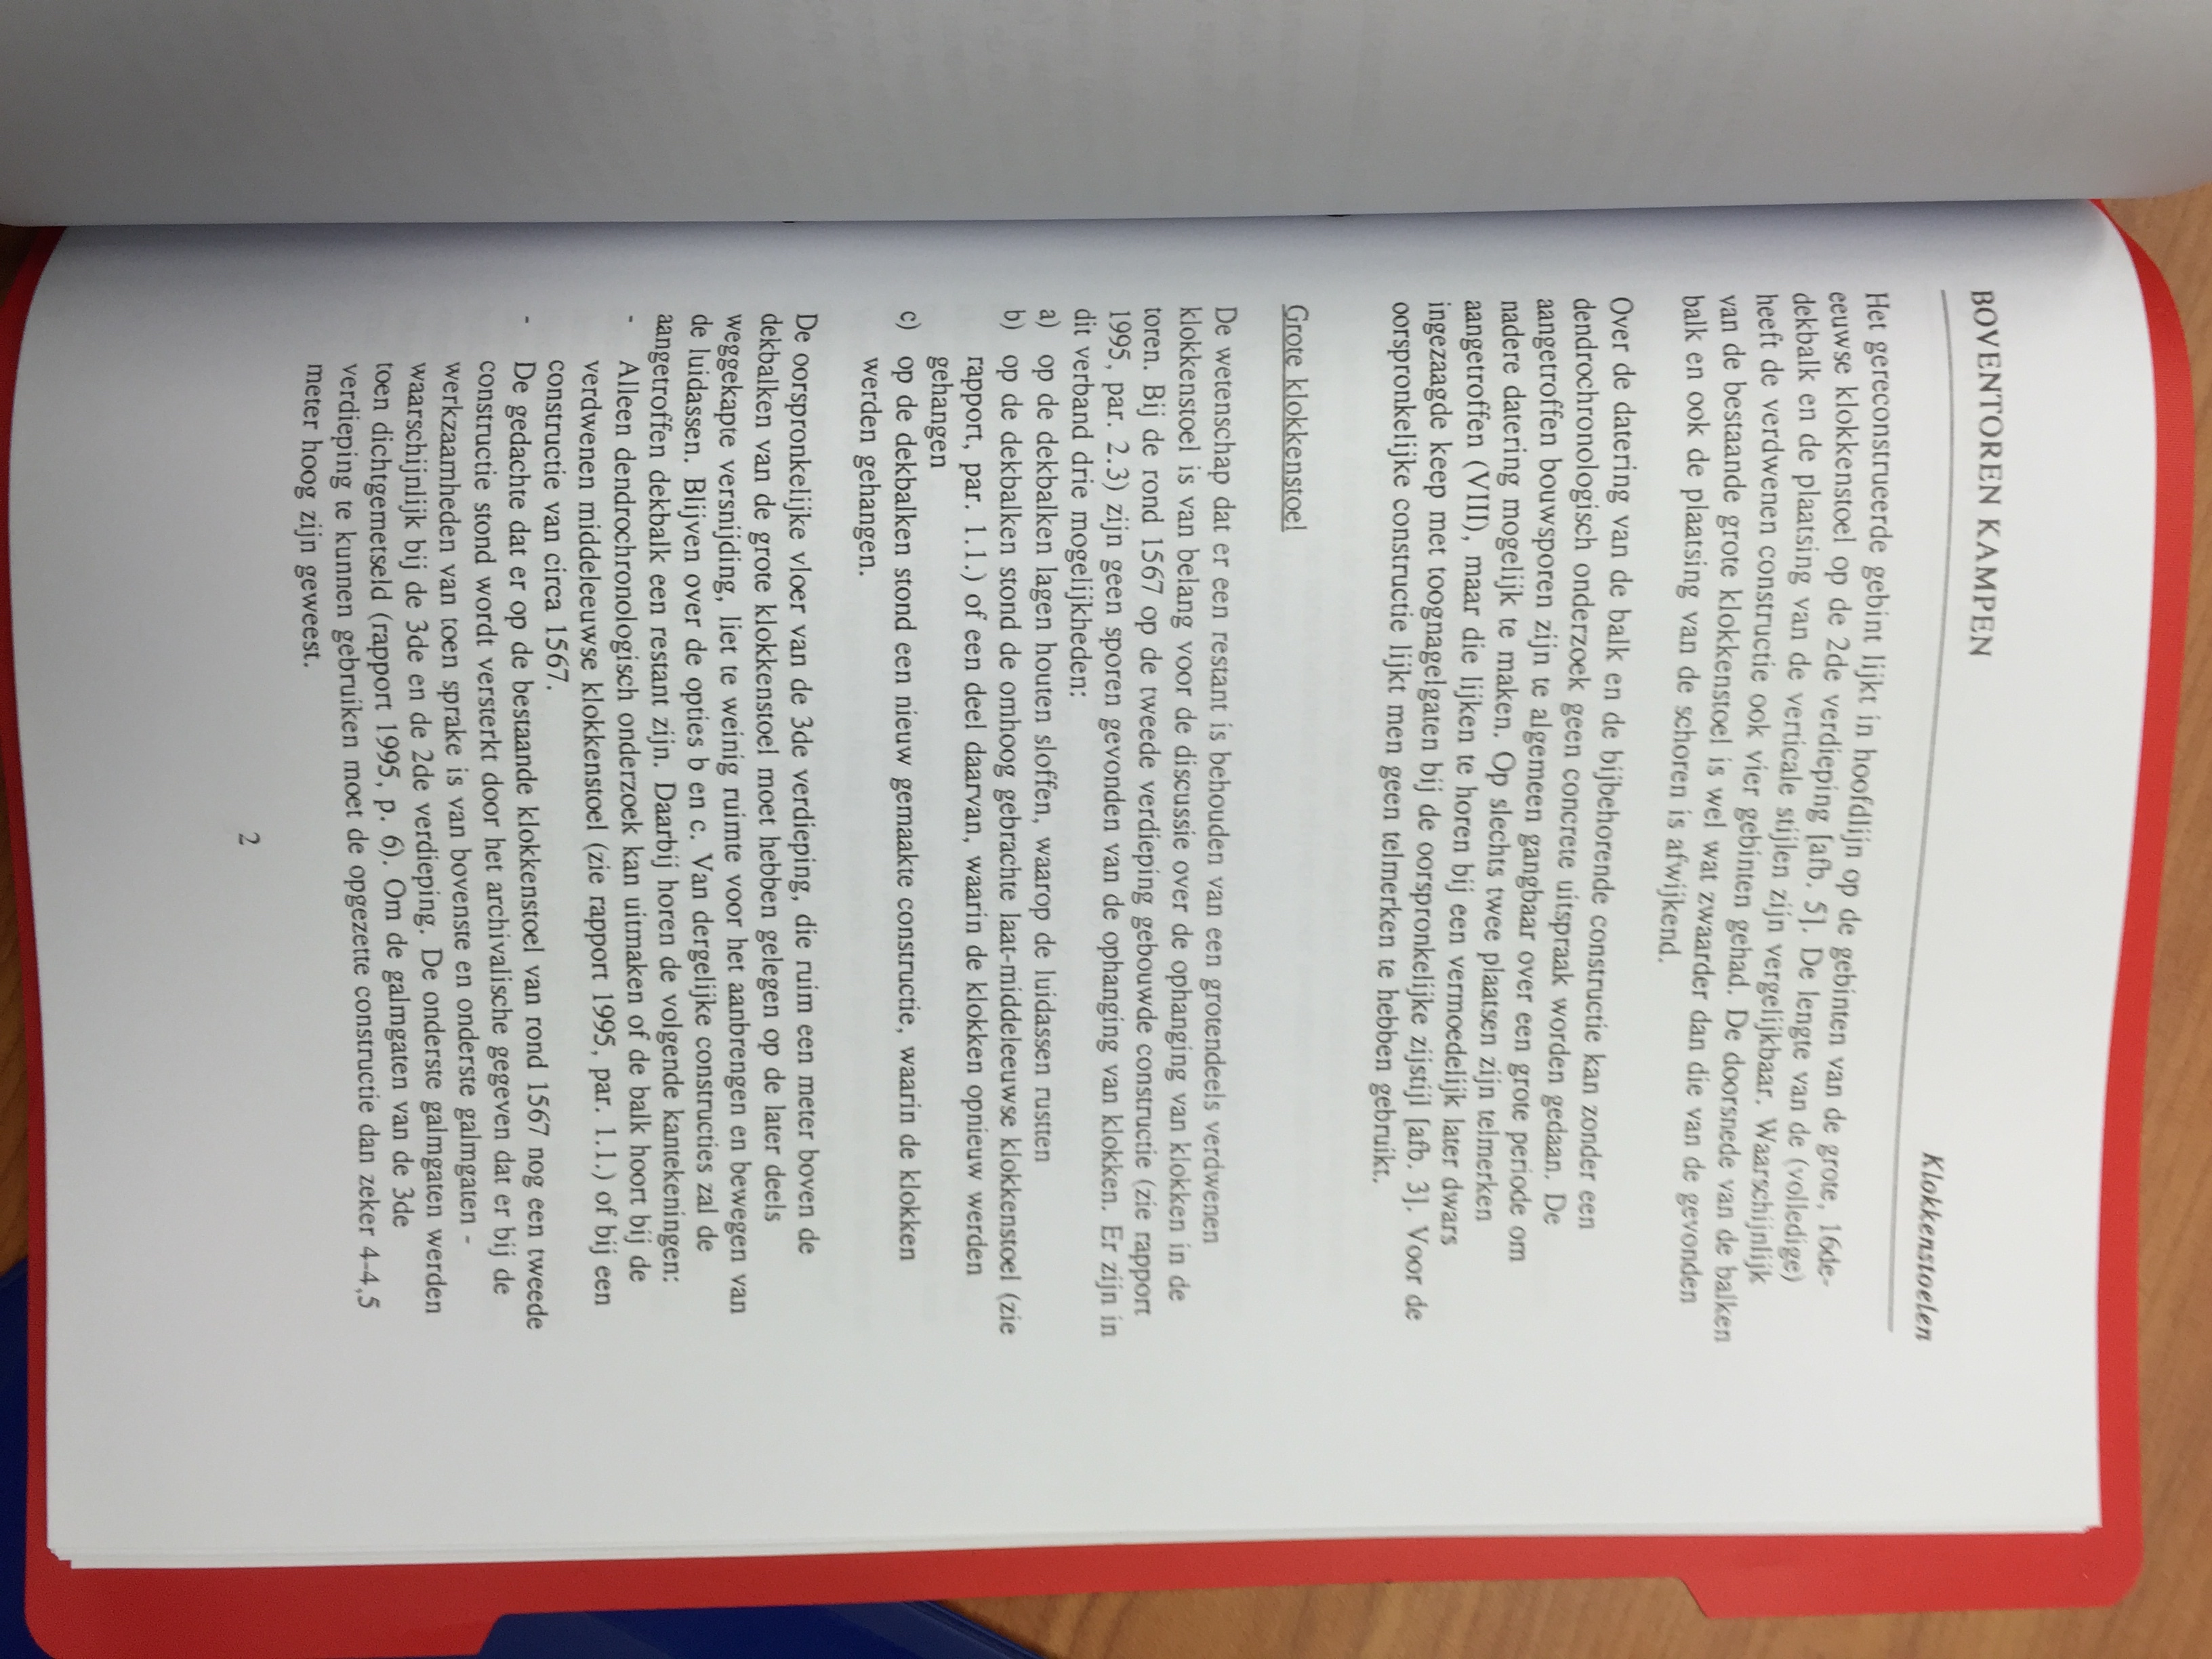 BOVENTOREN KAMPEN
Klokkenstoelen
Het gereconstrueerde gebint lijkt in hoofdlijn op de gebinten van de grote, 16de-
eeuwse klokkenstoel op de 2de verdieping [afb. 5]. De lengte van de (volledige)
dekbalk en de plaatsing van de verticale stijlen zijn vergelijkbaar. Waarschijnlijk
heeft de verdwenen constructie ook vier gebinten gehad. De doorsnede van de balken
van de bestaande grote klokkenstoel is wel wat zwaarder dan die van de gevonden
balk en ook de plaatsing van de schoren is afwijkend.
Over de datering van de balk en de bijbehorende constructie kan zonder een
dendrochronologisch onderzoek geen concrete uitspraak worden gedaan. De
aangetroffen bouwsporen zijn te algemeen gangbaar over een grote periode om
nadere datering mogelijk te maken. Op slechts twee plaatsen zijn telmerken
aangetroffen (VIII), maar die lijken te horen bij een vermoedelijk later dwars
ingezaagde keep met toognagelgaten bij de oorspronkelijke zijstijl [afb. 3]. Voor de
oorspronkelijke constructie lijkt men geen telmerken te hebben gebruikt.
Grote klokkenstoel
De wetenschap dat er een restant is behouden van een grotendeels verdwenen
klokkenstoel is van belang voor de discussie over de ophanging van klokken in de
toren. Bij de rond 1567 op de tweede verdieping gebouwde constructie (zie rapport
1995, par. 2.3) zijn geen sporen gevonden van de ophanging van klokken. Er zijn in
dit verband drie mogelijkheden:
a) op de dekbalken lagen houten sloffen, waarop de luidassen rustten
b) op de dekbalken stond de omhoog gebrachte laat-middeleeuwse klokkenstoel (zie
rapport, par. 1.1.) of een deel daarvan, waarin de klokken opnieuw werden
gehangen
c) op de dekbalken stond een nieuw gemaakte constructie, waarin de klokken
werden gehangen.
De oorspronkelijke vloer van de 3de verdieping, die ruim een meter boven de
dekbalken van de grote klokkenstoel moet hebben gelegen op de later deels
weggekapte versnijding, liet te weinig ruimte voor het aanbrengen en bewegen van
de luidassen. Blijven over de opties b en c. Van dergelijke constructies zal de
aangetroffen dekbalk een restant zijn. Daarbij horen de volgende kantekeningen:
- Alleen dendrochronologisch onderzoek kan uitmaken of de balk hoort bij de
verdwenen middeleeuwse klokkenstoel (zie rapport 1995, par. 1.1.) of bij een
constructie van circa 1567.
- De gedachte dat er op de bestaande klokkenstoel van rond 1567 nog een tweede
constructie stond wordt versterkt door het archivalische gegeven dat er bij de
werkzaamheden van toen sprake is van bovenste en onderste galmgaten -
waarschijnlijk bij de 3de en de 2de verdieping. De onderste galmgaten werden
toen dichtgemetseld (rapport 1995, p. 6). Om de galmgaten van de 3de
verdieping te kunnen gebruiken moet de opgezette constructie dan zeker 4-4,5
meter hoog zijn geweest.
2